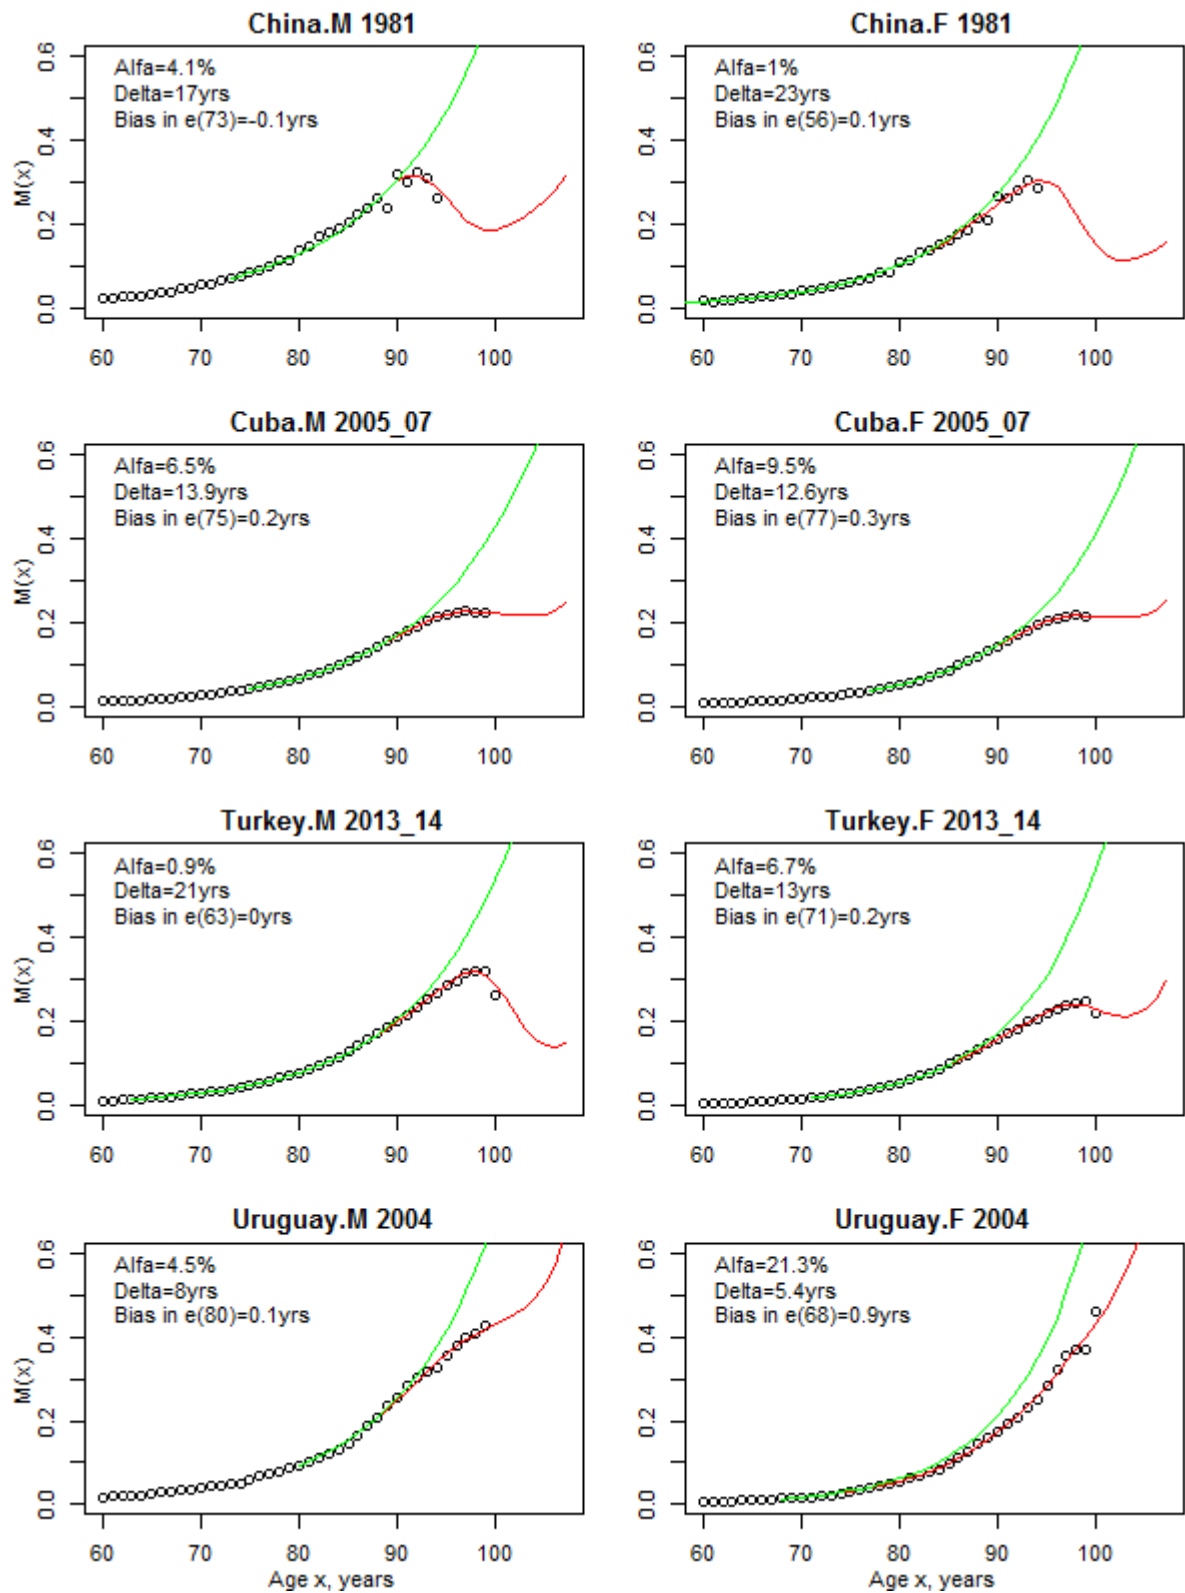 China.M 1981
Alfa=4.1%
Delta=17yrs
Bias in e(73)=-0.1yrs
M(x)
0.0 0.2 0.4 0.6
60 70 80 90 100
China.F 1981
Alfa=1%
Delta=23yrs
Bias in e(56)=0.1yrs
0.0 0.2 0.4 0.6
60 70 80 90 100
Cuba.M 2005_07
Alfa=6.5%
Delta=13.9yrs
Bias in e(75)=0.2yrs
M(x)
0.0 0.2 0.4 0.6
60 70 80 90 100
Cuba.F 2005_07
Alfa=9.5%
Delta=12.6yrs
Bias in e(77)=0.3yrs
0.0 0.2 0.4 0.6
60 70 80 90 100
Turkey.M 2013_14
Alfa=0.9%
Delta=21yrs
Bias in e(63)=0yrs
M(x)
0.0 0.2 0.4 0.6
60 70 80 90 100
Turkey.F 2013_14
Alfa=6.7%
Delta=13yrs
Bias in e(71)=0.2yrs
0.0 0.2 0.4 0.6
60 70 80 90 100
Uruguay.M 2004
Alfa=4.5%
Delta=8yrs
Bias in e(80)=0.1yrs
M(x)
0.0 0.2 0.4 0.6
60 70 80 90 100
Age x, years
Uruguay.F 2004
Alfa=21.3%
Delta=5.4yrs
Bias in e(68)=0.9yrs
0.0 0.2 0.4 0.6
60 70 80 90 100
Age x, years